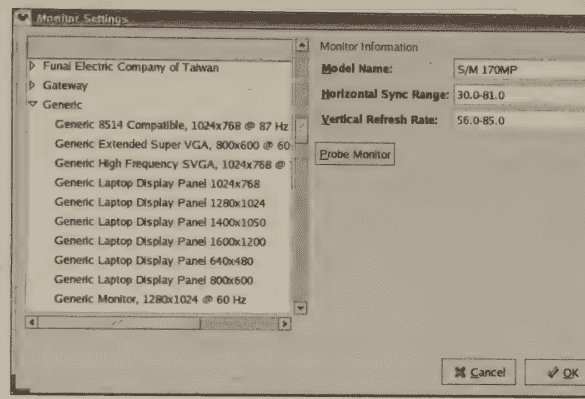 Monitor Settings
Funai Electric Company of Taiwan
Gateway
Generic
Generic 8514 Compatible, 1024x768 @ 87 Hz
Generic Extended Super VGA, 800x600 @ 60
Generic High Frequency SVGA, 1024x768 @
Generic Laptop Display Panel 1024x768
Generic Laptop Display Panel 1280x1024
Generic Laptop Display Panel 1400x1050
Generic Laptop Display Panel 1600x1200
Generic Laptop Display Panel 640x480
Generic Laptop Display Panel 800x600
Generic Monitor, 1280x1024 @ 60 Hz
Monitor Information
Model Name: S/M 170MP
Horizontal Sync Range: 30.0-81.0
Vertical Refresh Rate: 56.0-85.0
Probe Monitor
Cancel
OK